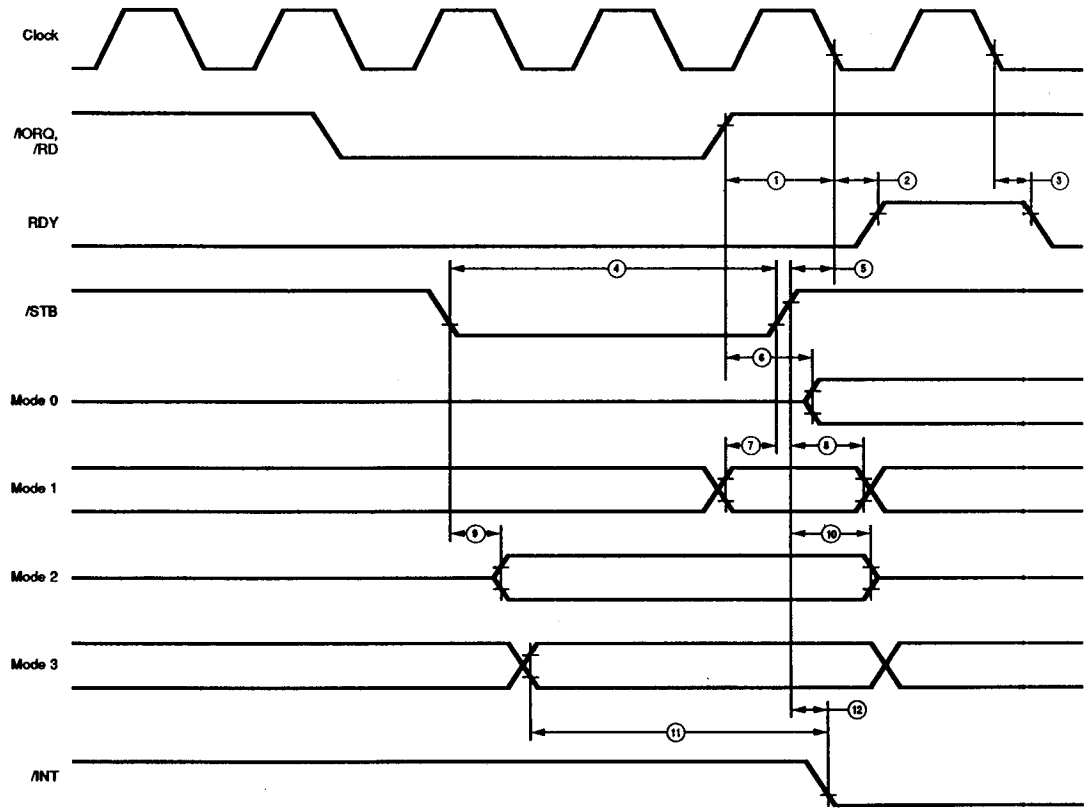 Clock
/IORQ,
/RD
1
2
3
RDY
4
5
/STB
6
Mode 0
7
8
Mode 1
9
10
Mode 2
Mode 3
12
11
/INT